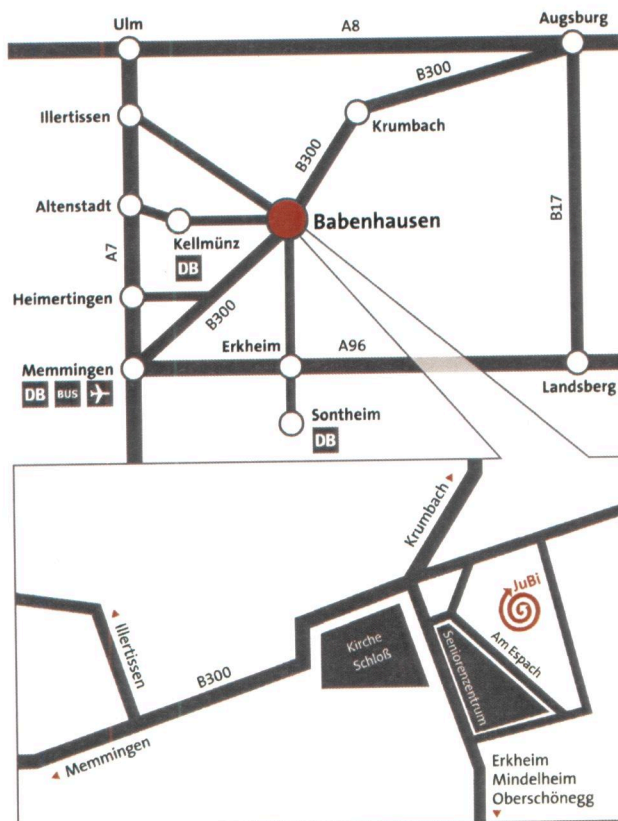 Ulm
A8
Augsburg
B300
Illertissen
Krumbach
B300
Altenstadt
Babenhausen
B17
Kellmünz
A7
DB
Heimertingen
B300
Erkheim
A96
Memmingen
Landsberg
DB BUS
Sontheim
DB
Krumbach
JuBi
Illertissen
Kirche
Schloß
Am Espach
Seniorenzentrum
B300
Memmingen
Erkheim
Mindelheim
Oberschönegg